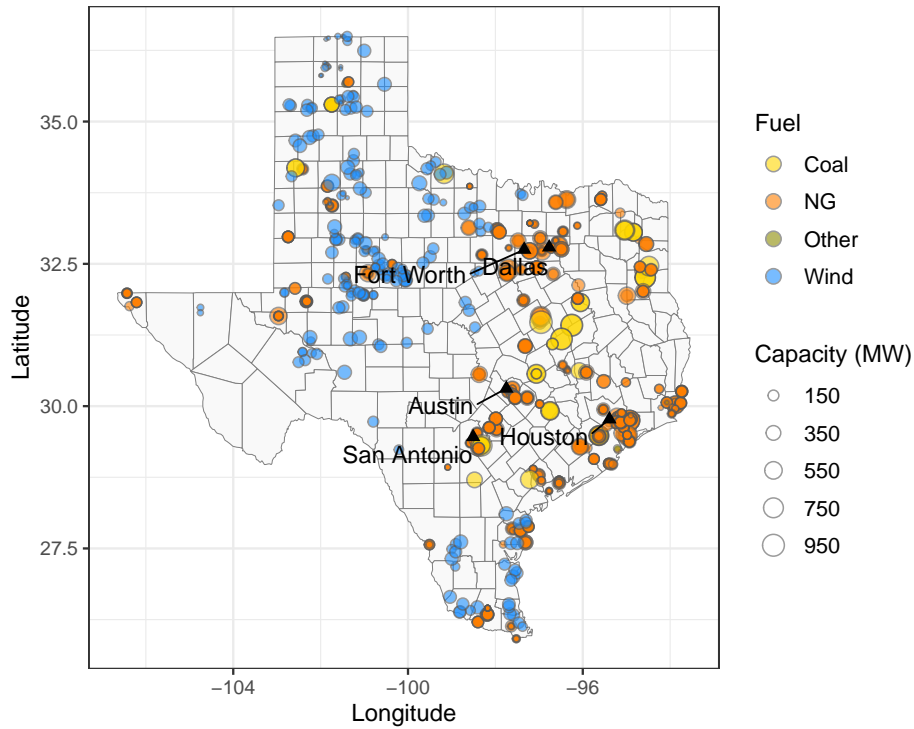 35.0
32.5
30.0
27.5
Latitude
−104
−100
−96
Longitude
Fort Worth
Dallas
Austin
Houston
San Antonio
Fuel
Coal
NG
Other
Wind
Capacity (MW)
150
350
550
750
950